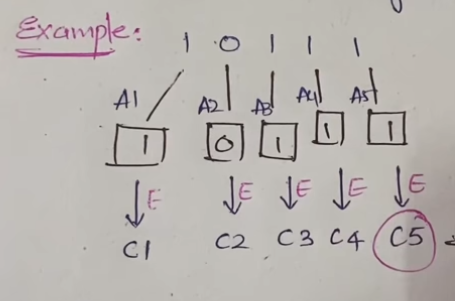 Example: 1 0 1 1 1
A1 A2 A3 A4 A5
1 0 1 1 1
E E E E E
C1 C2 C3 C4 C5